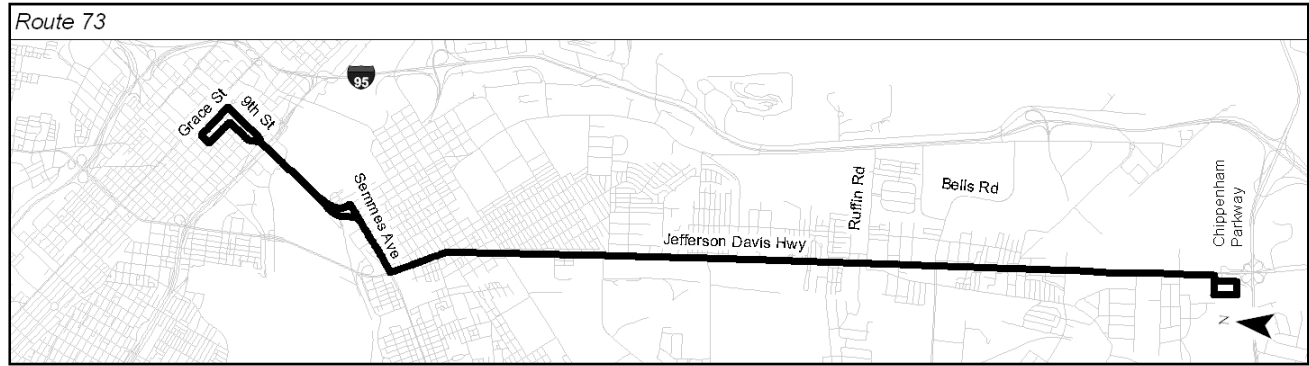 Route 73
95
Grace St
9th St
Semmes Ave
Jefferson Davis Hwy
Ruffin Rd
Bells Rd
Chippenham
Parkway
N